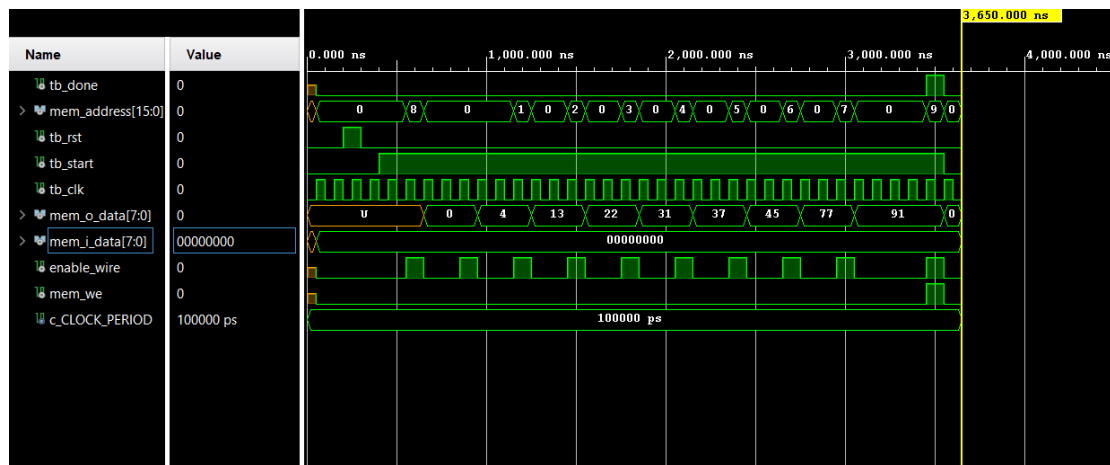 3,650.000 ns
Name Value
0.000 ns 1,000.000 ns 2,000.000 ns 3,000.000 ns 4,000.000 ns
tb_done 0
mem_address[15:0] 0 0 8 0 1 0 2 0 3 0 4 0 5 0 6 0 7 0 9 0
tb_rst 0
tb_start 0
tb_clk 0
mem_o_data[7:0] 0 U 0 4 13 22 31 37 45 77 91 0
mem_i_data[7:0] 00000000 00000000
enable_wire 0
mem_we 0
c_CLOCK_PERIOD 100000 ps 100000 ps